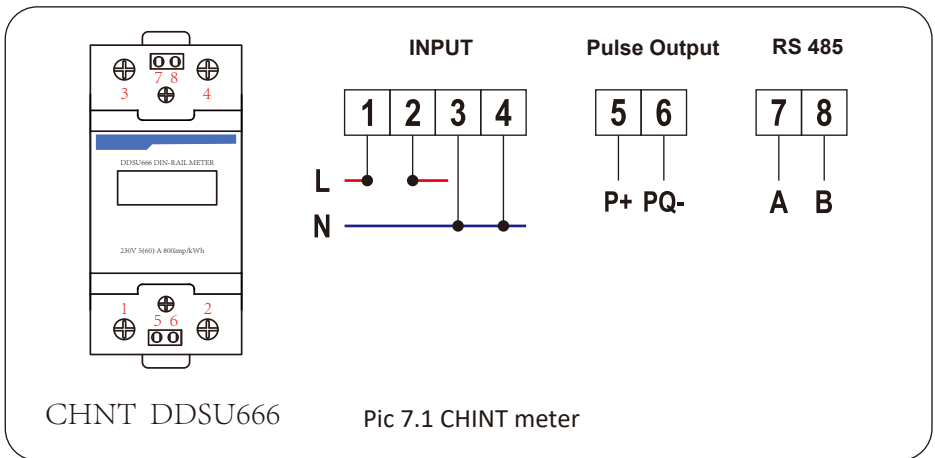 7 8
3 4
DDSU666 DIN-RAIL METER
230V 5(60) A 800imp/kWh
1 2
5 6
CHNT DDSU666
INPUT
1 2 3 4
L
N
Pulse Output
5 6
P+ PQ-
RS 485
7 8
A B
Pic 7.1 CHINT meter